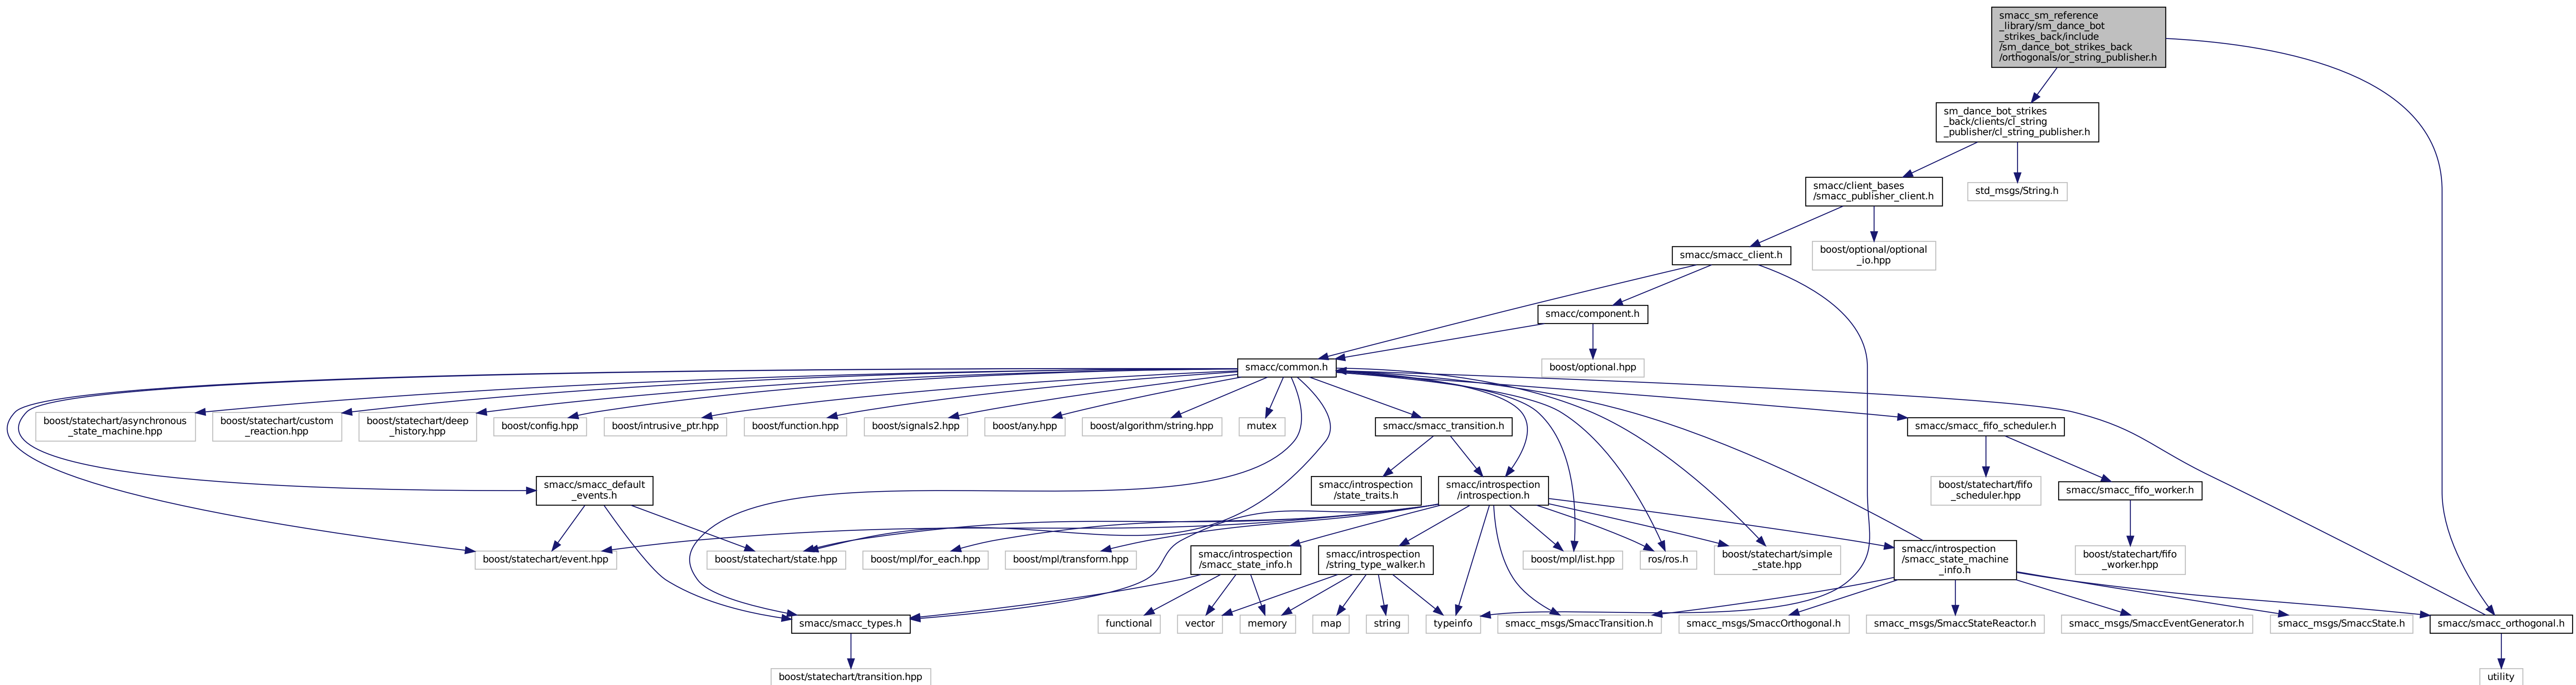 smacc_sm_reference
_library/sm_dance_bot
_strikes_back/include
/sm_dance_bot_strikes_back
/orthogonals/or_string_publisher.h
sm_dance_bot_strikes
_back/clients/cl_string
_publisher/cl_string_publisher.h
smacc/client_bases
/smacc_publisher_client.h
std_msgs/String.h
smacc/smacc_client.h
boost/optional/optional
_io.hpp
smacc/component.h
smacc/common.h
boost/optional.hpp
boost/statechart/asynchronous
_state_machine.hpp
boost/statechart/custom
_reaction.hpp
boost/statechart/deep
_history.hpp
boost/config.hpp
boost/intrusive_ptr.hpp
boost/function.hpp
boost/signals2.hpp
boost/any.hpp
boost/algorithm/string.hpp
mutex
smacc/smacc_transition.h
smacc/smacc_fifo_scheduler.h
smacc/smacc_default
_events.h
smacc/introspection
/state_traits.h
smacc/introspection
/introspection.h
boost/statechart/fifo
_scheduler.hpp
smacc/smacc_fifo_worker.h
boost/statechart/event.hpp
boost/statechart/state.hpp
boost/mpl/for_each.hpp
boost/mpl/transform.hpp
smacc/introspection
/smacc_state_info.h
smacc/introspection
/string_type_walker.h
boost/mpl/list.hpp
ros/ros.h
boost/statechart/simple
_state.hpp
smacc/introspection
/smacc_state_machine
_info.h
boost/statechart/fifo
_worker.hpp
smacc/smacc_types.h
functional
vector
memory
map
string
typeinfo
smacc_msgs/SmaccTransition.h
smacc_msgs/SmaccOrthogonal.h
smacc_msgs/SmaccStateReactor.h
smacc_msgs/SmaccEventGenerator.h
smacc_msgs/SmaccState.h
smacc/smacc_orthogonal.h
boost/statechart/transition.hpp
utility